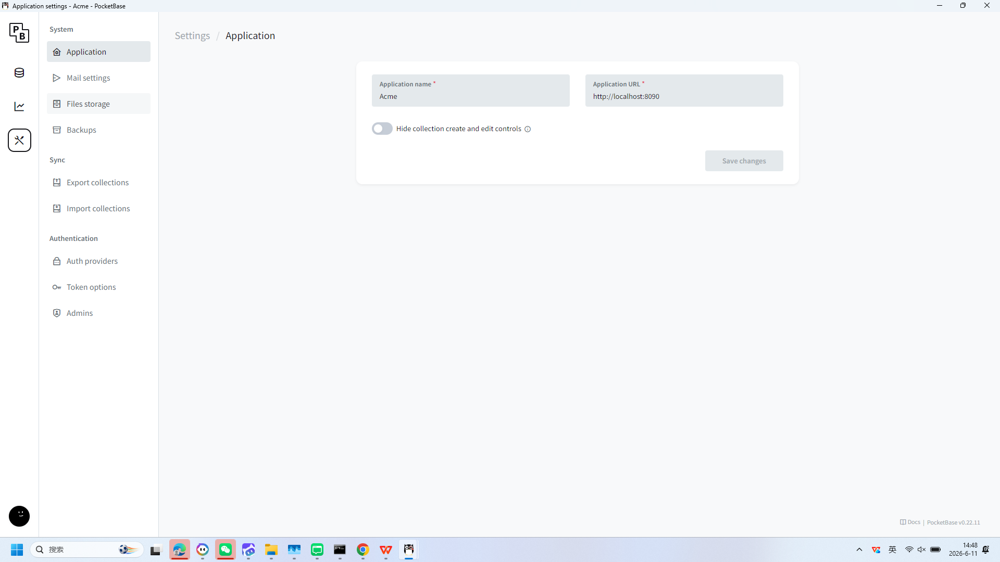 Application settings - Acme - PocketBase
P
B
System
Application
Mail settings
Files storage
Backups
Sync
Export collections
Import collections
Authentication
Auth providers
Token options
Admins
Settings / Application
Application name *
Acme
Application URL *
http://localhost:8090
Hide collection create and edit controls
Save changes
Docs | PocketBase v0.22.11
搜索
英
14:48
2026-6-11